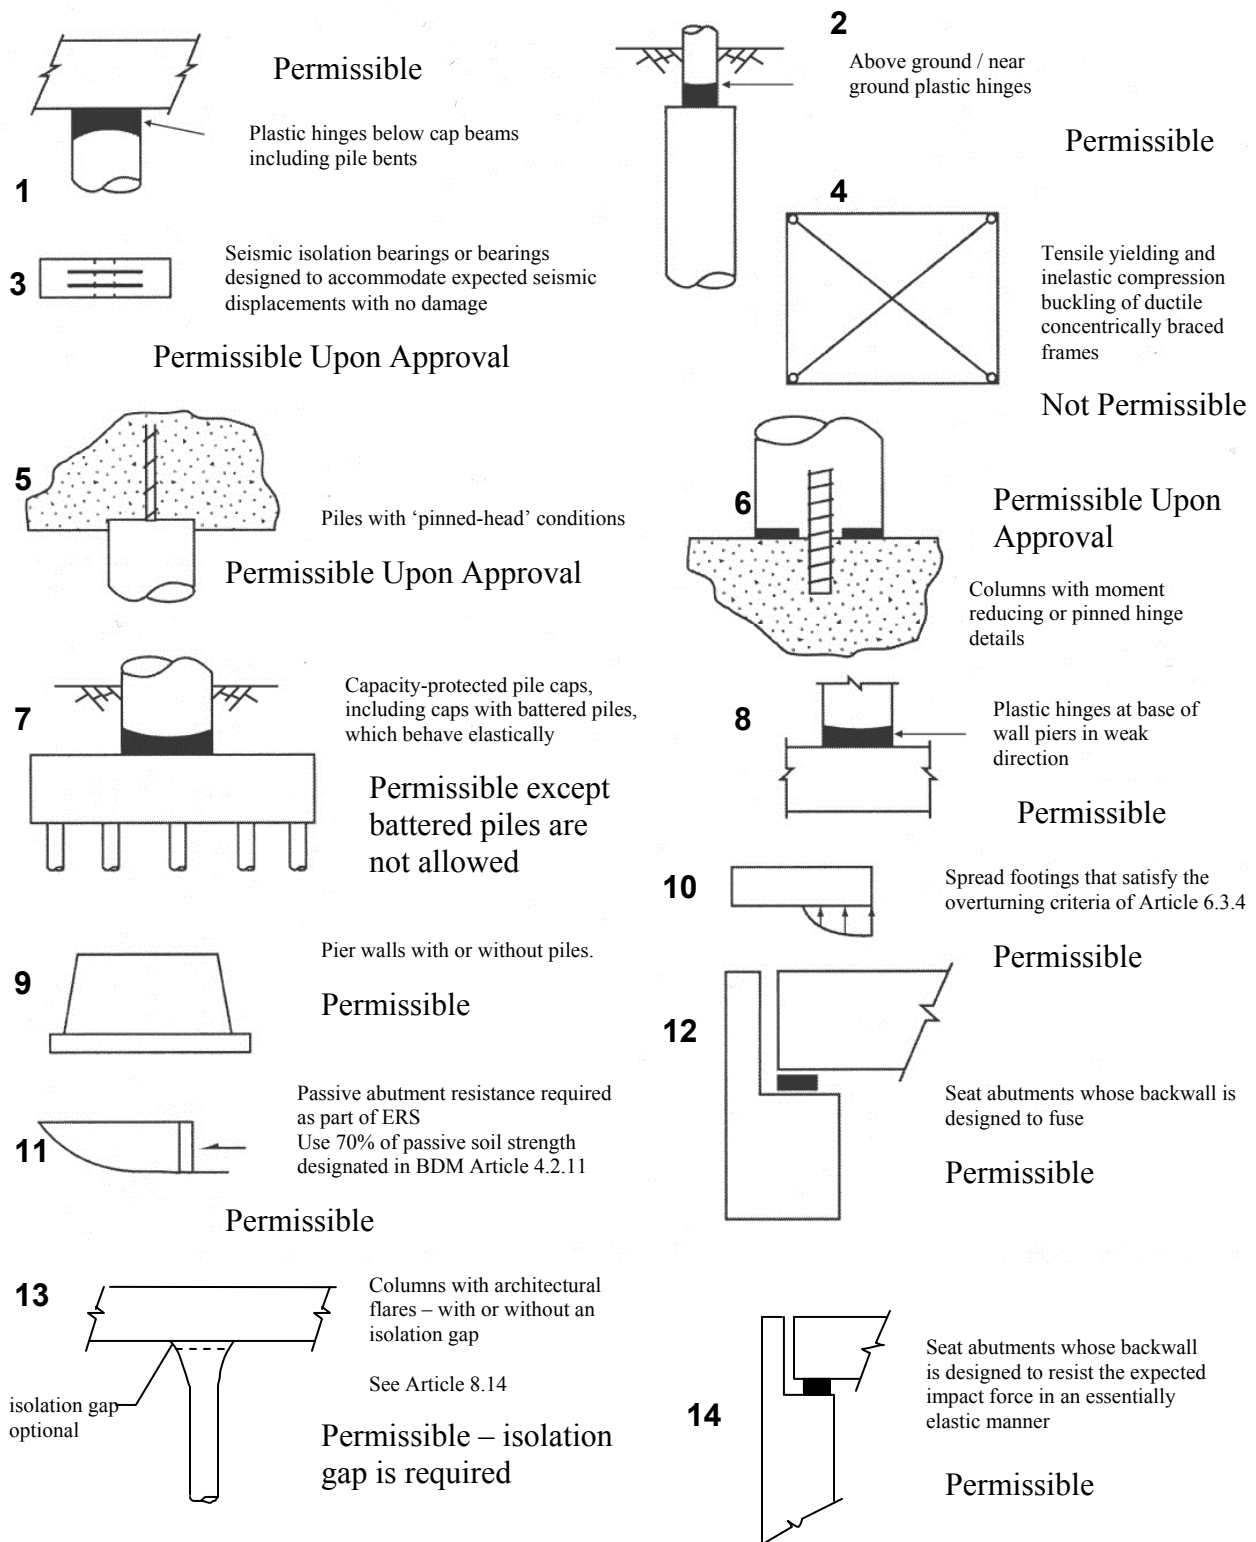 1
Permissible
Plastic hinges below cap beams
including pile bents
2
Above ground / near
ground plastic hinges
Permissible
3
Seismic isolation bearings or bearings
designed to accommodate expected seismic
displacements with no damage
Permissible Upon Approval
4
Tensile yielding and
inelastic compression
buckling of ductile
concentrically braced
frames
Not Permissible
5
Piles with ‘pinned-head’ conditions
Permissible Upon Approval
6
Permissible Upon
Approval
Columns with moment
reducing or pinned hinge
details
7
Capacity-protected pile caps,
including caps with battered piles,
which behave elastically
Permissible except
battered piles are
not allowed
8
Plastic hinges at base of
wall piers in weak
direction
Permissible
9
Pier walls with or without piles.
Permissible
10
Spread footings that satisfy the
overturning criteria of Article 6.3.4
Permissible
11
Passive abutment resistance required
as part of ERS
Use 70% of passive soil strength
designated in BDM Article 4.2.11
Permissible
12
Seat abutments whose backwall is
designed to fuse
Permissible
13
Columns with architectural
flares – with or without an
isolation gap
See Article 8.14
isolation gap
optional
Permissible – isolation
gap is required
14
Seat abutments whose backwall
is designed to resist the expected
impact force in an essentially
elastic manner
Permissible